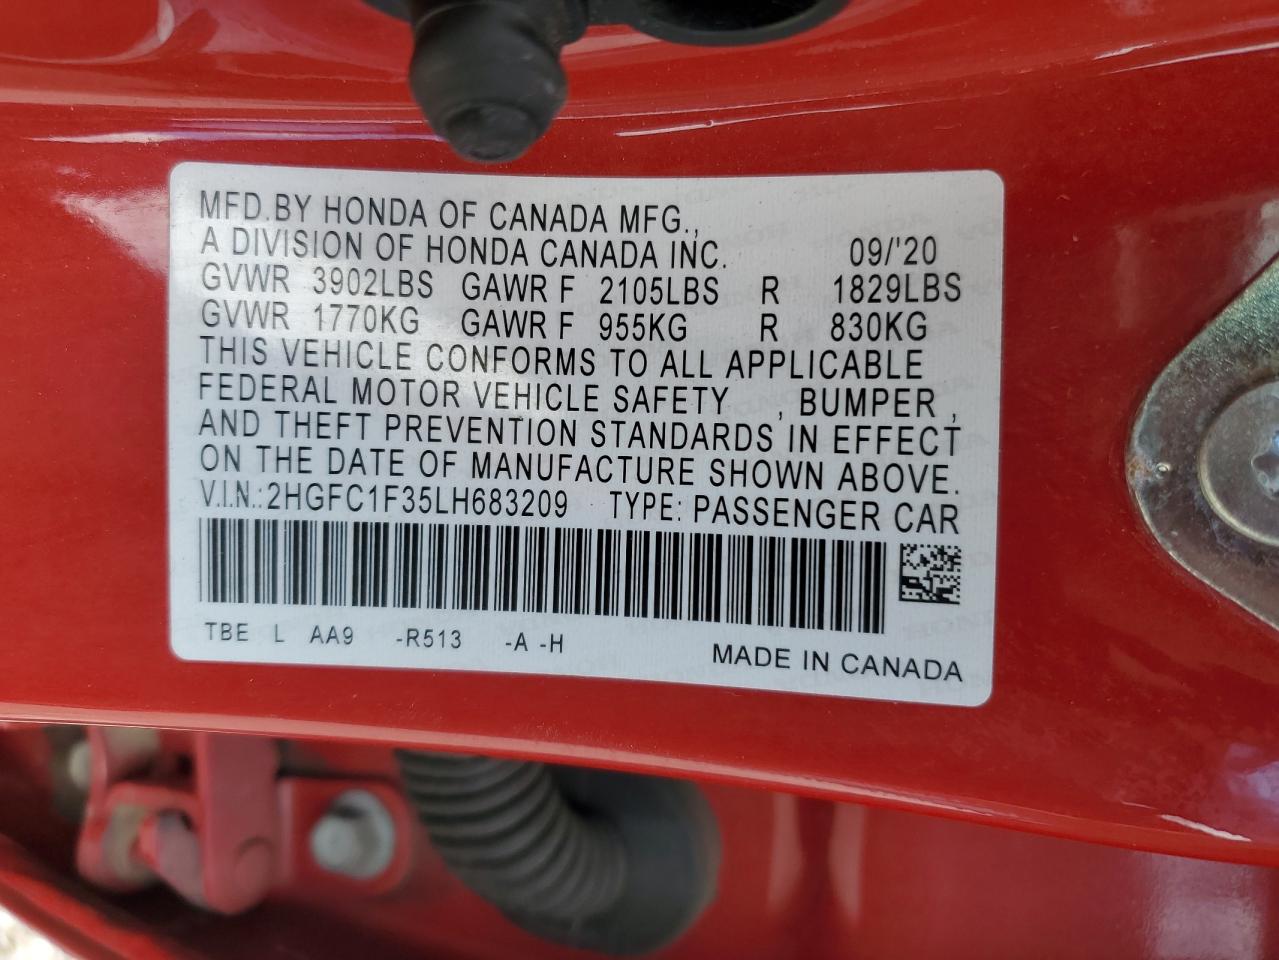 MFD.BY HONDA OF CANADA MFG.,
A DIVISION OF HONDA CANADA INC. 09/'20
GVWR 3902LBS GAWR F 2105LBS R 1829LBS
GVWR 1770KG GAWR F 955KG R 830KG
THIS VEHICLE CONFORMS TO ALL APPLICABLE
FEDERAL MOTOR VEHICLE SAFETY , BUMPER ,
AND THEFT PREVENTION STANDARDS IN EFFECT
ON THE DATE OF MANUFACTURE SHOWN ABOVE.
V.I.N.:2HGFC1F35LH683209 TYPE: PASSENGER CAR
TBE L AA9 -R513 -A -H
MADE IN CANADA